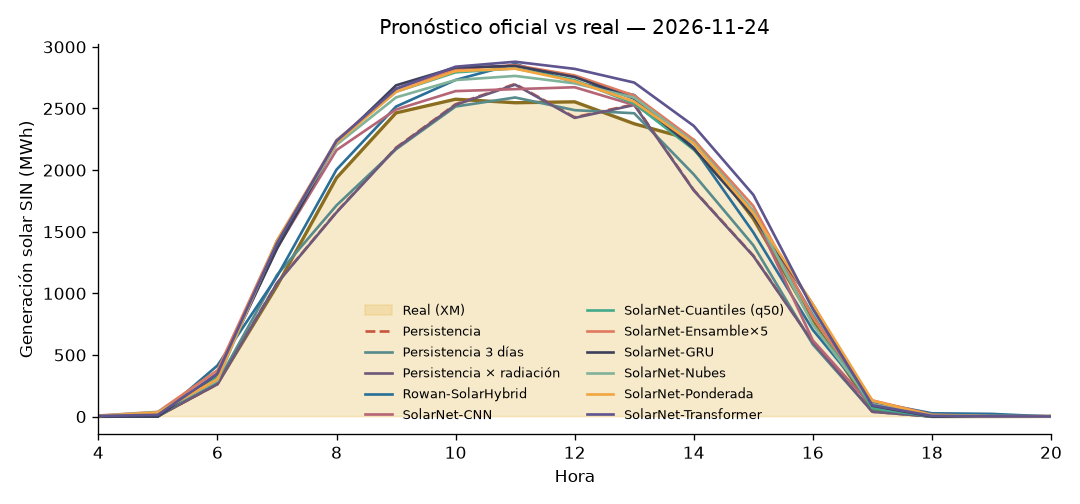 Pronóstico oficial vs real — 2026-11-24
Generación solar SIN (MWh)
3000
2500
2000
1500
1000
500
0
Real (XM)
Persistencia
Persistencia 3 días
Persistencia × radiación
Rowan-SolarHybrid
SolarNet-CNN
SolarNet-Cuantiles (q50)
SolarNet-Ensamble×5
SolarNet-GRU
SolarNet-Nubes
SolarNet-Ponderada
SolarNet-Transformer
4 6 8 10 12 14 16 18 20
Hora